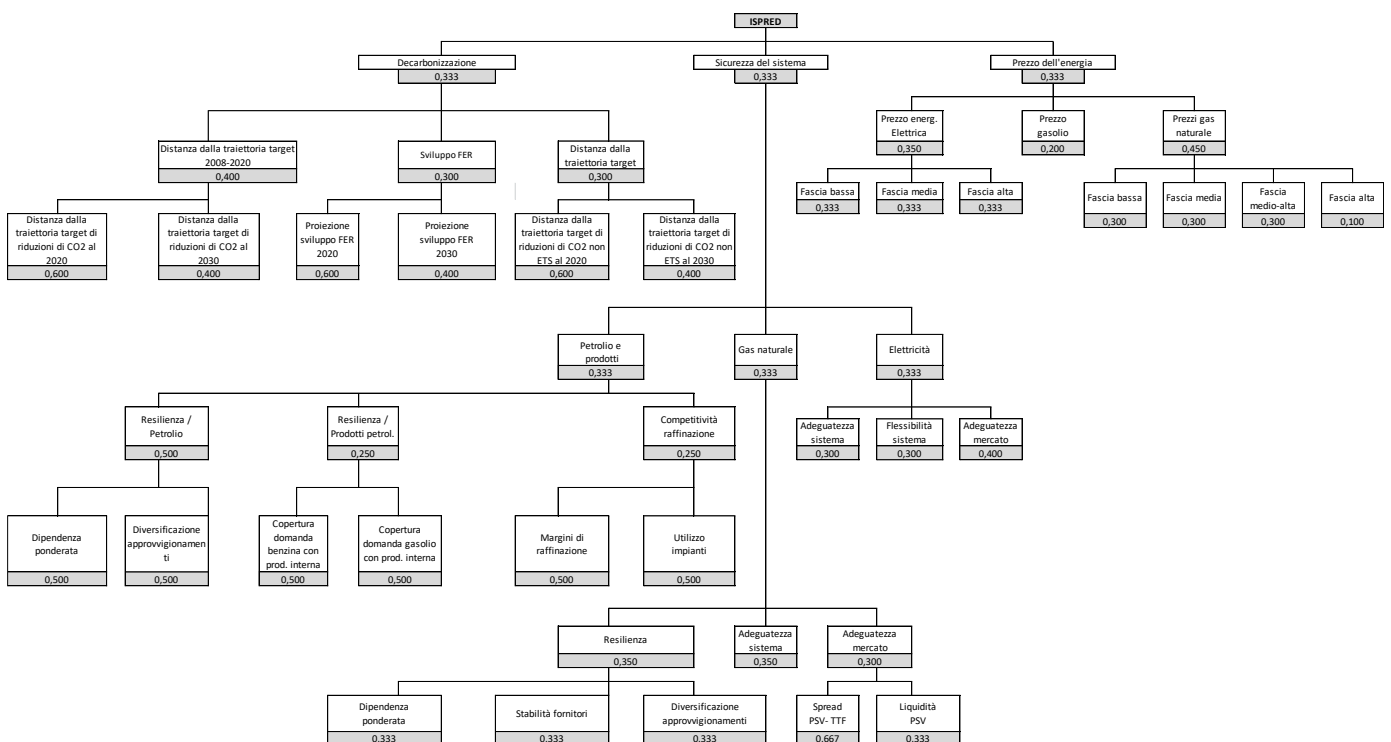 ISPRED
Decarbonizzazione
0,333
Sicurezza del sistema
0,333
Prezzo dell'energia
0,333
Distanza dalla traiettoria target
2008-2020
0,400
Sviluppo FER
0,300
Distanza dalla
traiettoria target
0,300
Prezzo energ.
Elettrica
0,350
Prezzo
gasolio
0,200
Prezzi gas
naturale
0,450
Distanza dalla
traiettoria target di
riduzioni di CO2 al
2020
0,600
Distanza dalla
traiettoria target di
riduzioni di CO2 al
2030
0,400
Proiezione
sviluppo FER
2020
0,600
Proiezione
sviluppo FER
2030
0,400
Distanza dalla
traiettoria target di
riduzioni di CO2 non
ETS al 2020
0,600
Distanza dalla
traiettoria target di
riduzioni di CO2 non
ETS al 2030
0,400
Fascia bassa
0,333
Fascia media
0,333
Fascia alta
0,333
Fascia bassa
0,300
Fascia media
0,300
Fascia
medio-alta
0,300
Fascia alta
0,100
Petrolio e
prodotti
0,333
Gas naturale
0,333
Elettricità
0,333
Resilienza /
Petrolio
0,500
Resilienza /
Prodotti petrol.
0,250
Competitività
raffinazione
0,250
Adeguatezza
sistema
0,300
Flessibilità
sistema
0,300
Adeguatezza
mercato
0,400
Dipendenza
ponderata
0,500
Diversificazione
approvvigionamen
ti
0,500
Copertura
domanda
benzina con
prod. interna
0,500
Copertura
domanda gasolio
con prod. interna
0,500
Margini di
raffinazione
0,500
Utilizzo
impianti
0,500
Resilienza
0,350
Adeguatezza
sistema
0,350
Adeguatezza
mercato
0,300
Dipendenza
ponderata
0,333
Stabilità fornitori
0,333
Diversificazione
approvvigionamenti
0,333
Spread
PSV- TTF
0,667
Liquidità
PSV
0,333